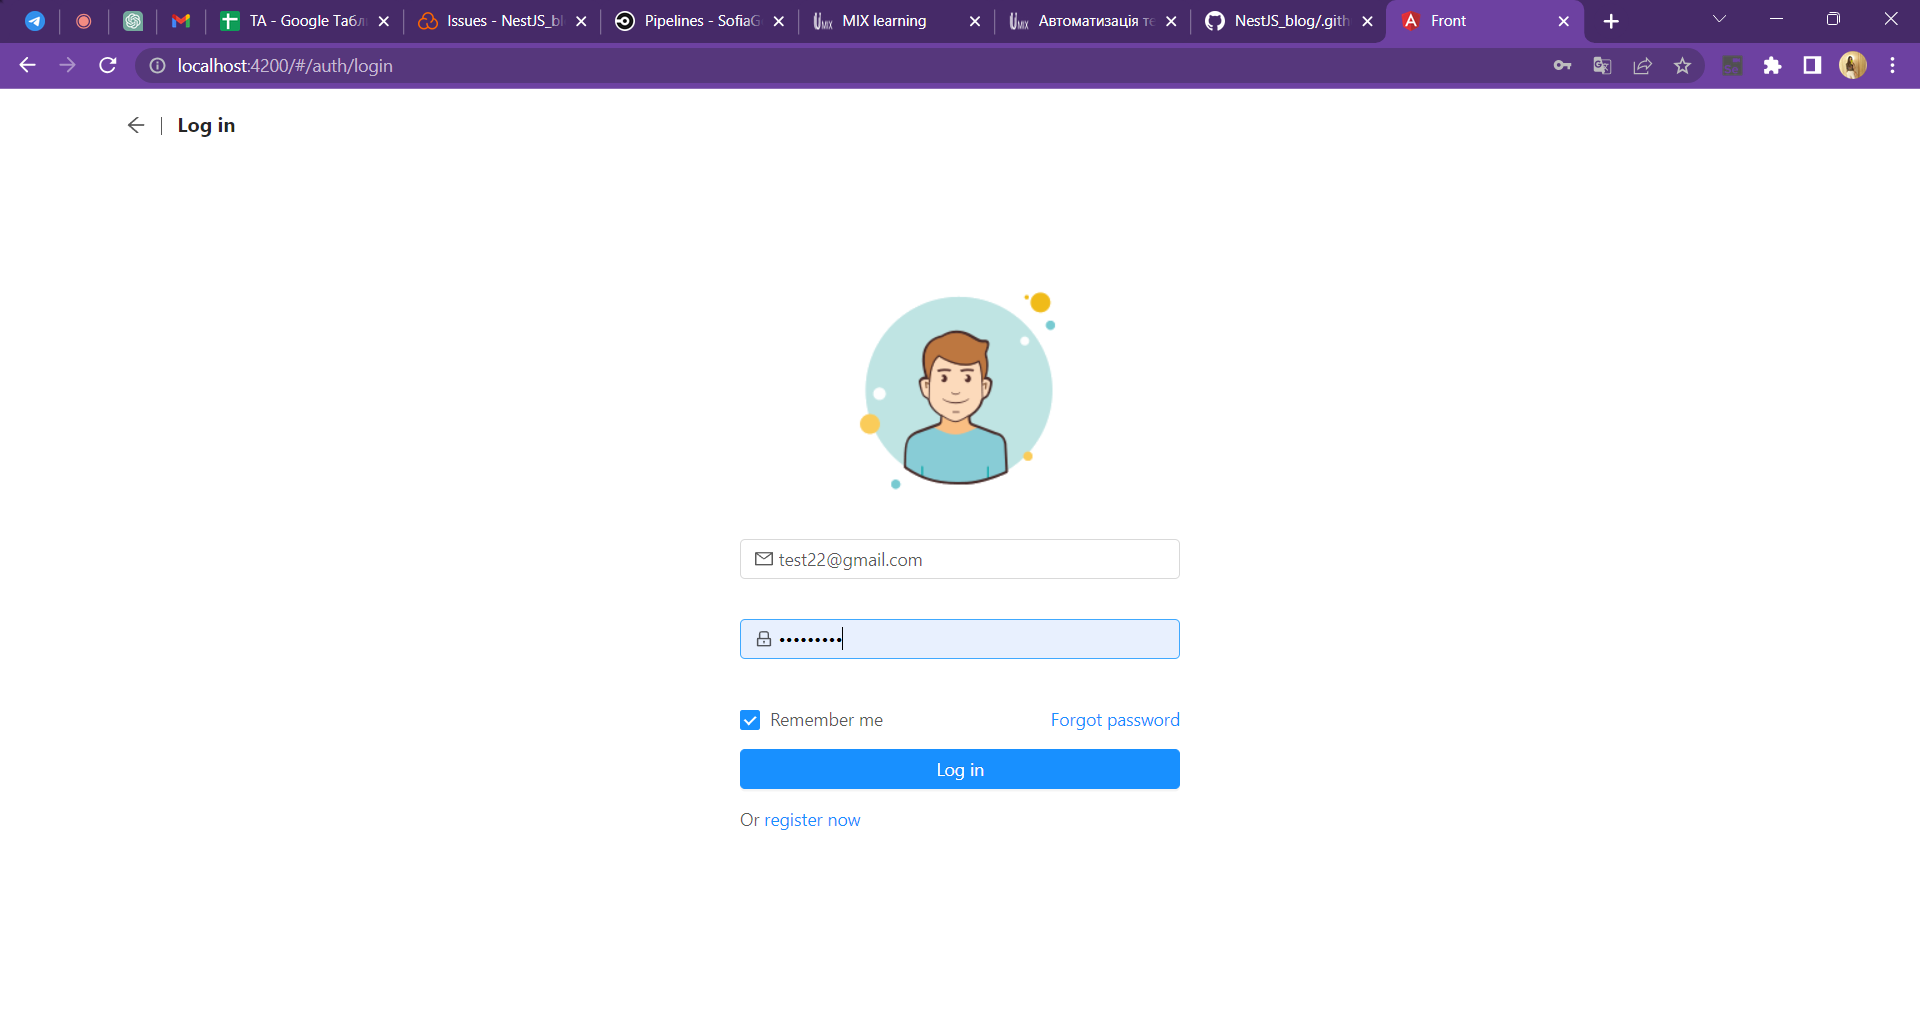 TA - Google Табл
Issues - NestJS_bl
Pipelines - SofiaG
MIX learning
Автоматизація те
NestJS_blog/.gith
Front
localhost:4200/#/auth/login
Log in
test22@gmail.com
•••••••••
Remember me
Forgot password
Log in
Or register now